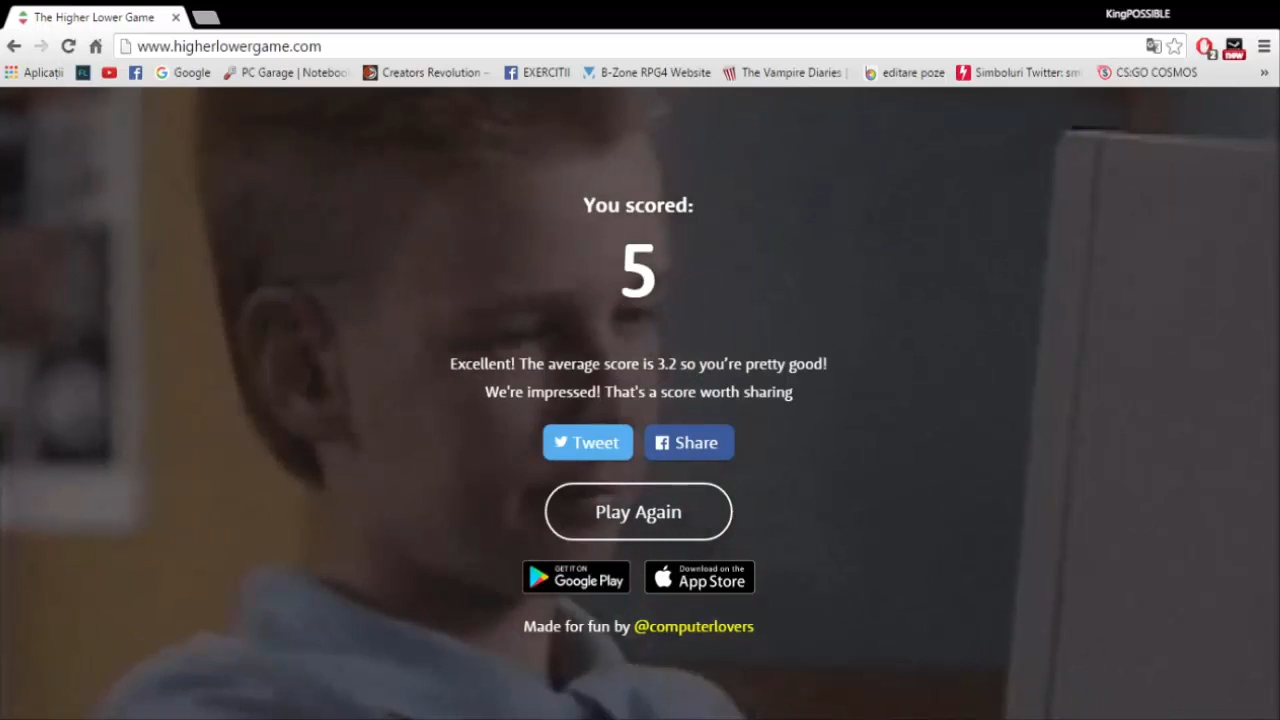 The Higher Lower Game
KingPOSSIBLE
www.higherlowergame.com
2
new
Aplicații
FL
Google
PC Garage | Noteboo
Creators Revolution –
EXERCITII
B-Zone RPG4 Website
The Vampire Diaries |
editare poze
Simboluri Twitter: sm
CS:GO COSMOS
»
You scored:
5
Excellent! The average score is 3.2 so you're pretty good!
We're impressed! That's a score worth sharing
Tweet
Share
Play Again
GET IT ON
Google Play
Download on the
App Store
Made for fun by @computerlovers